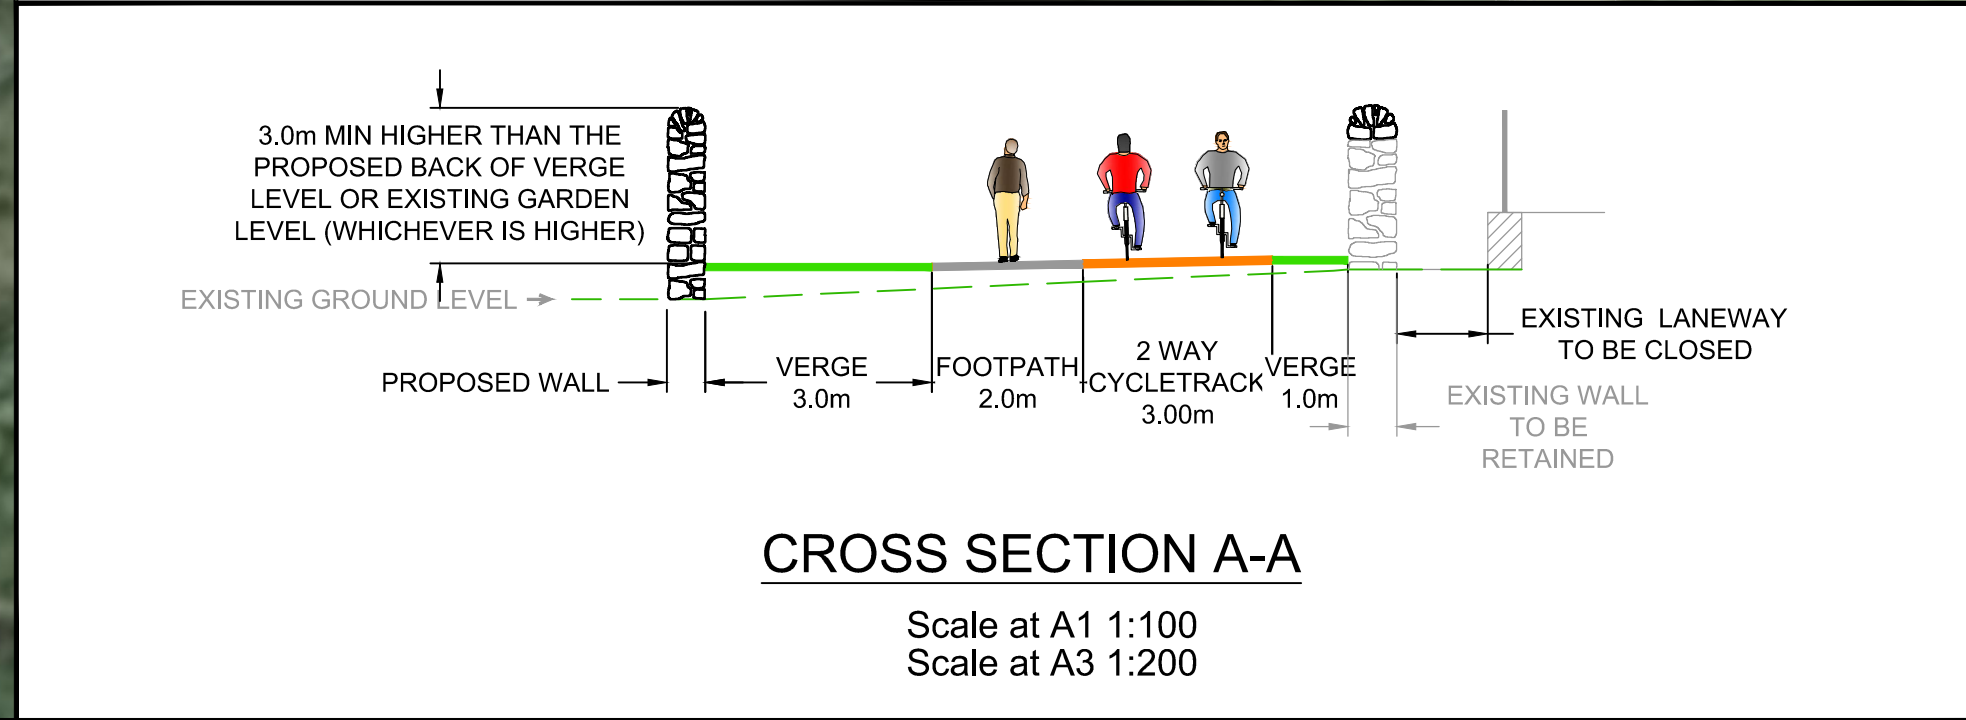 3.0m MIN HIGHER THAN THE
PROPOSED BACK OF VERGE
LEVEL OR EXISTING GARDEN
LEVEL (WHICHEVER IS HIGHER)
EXISTING GROUND LEVEL
PROPOSED WALL
VERGE
3.0m
FOOTPATH
2.0m
2 WAY
CYCLETRACK
3.00m
VERGE
1.0m
EXISTING LANEWAY
TO BE CLOSED
EXISTING WALL
TO BE
RETAINED
CROSS SECTION A-A
Scale at A1 1:100
Scale at A3 1:200